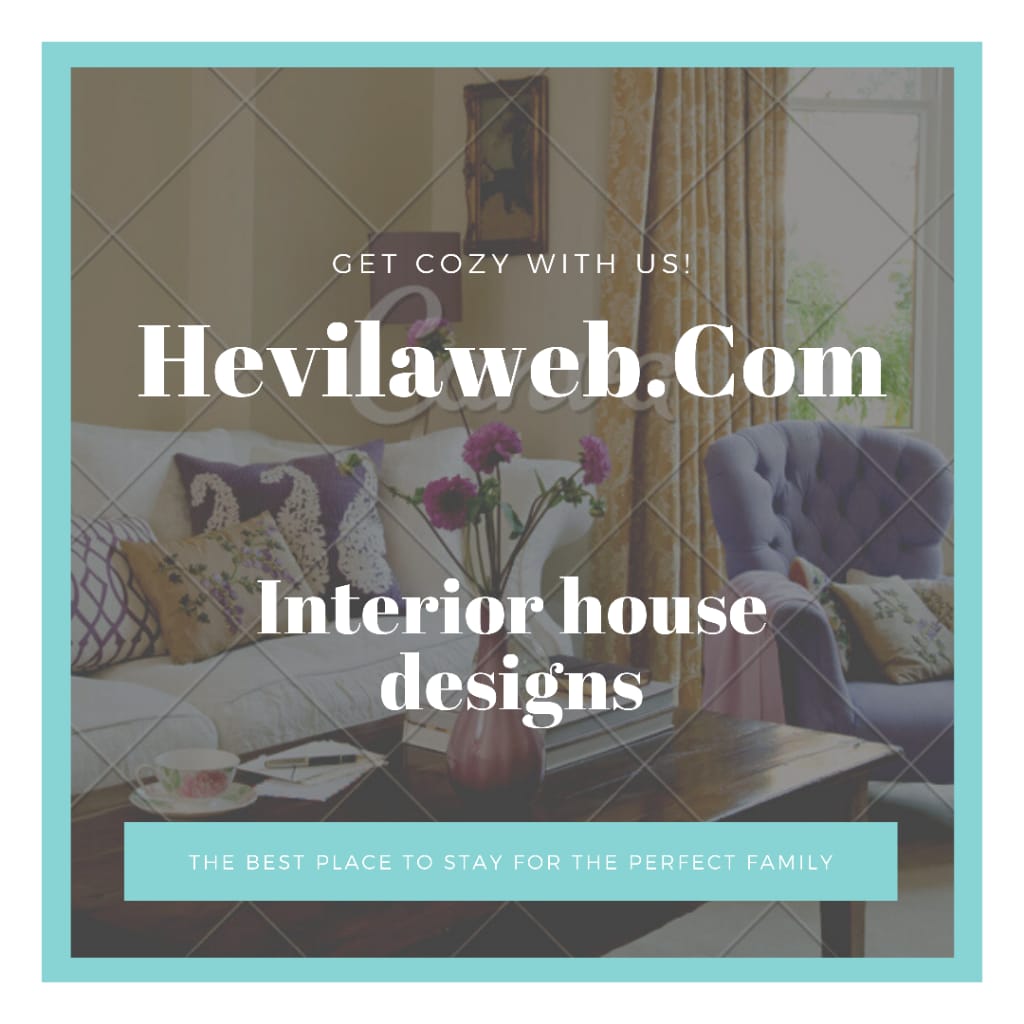 GET COZY WITH US!
Hevilaweb.Com
Canva
Interior house
designs
THE BEST PLACE TO STAY FOR THE PERFECT FAMILY